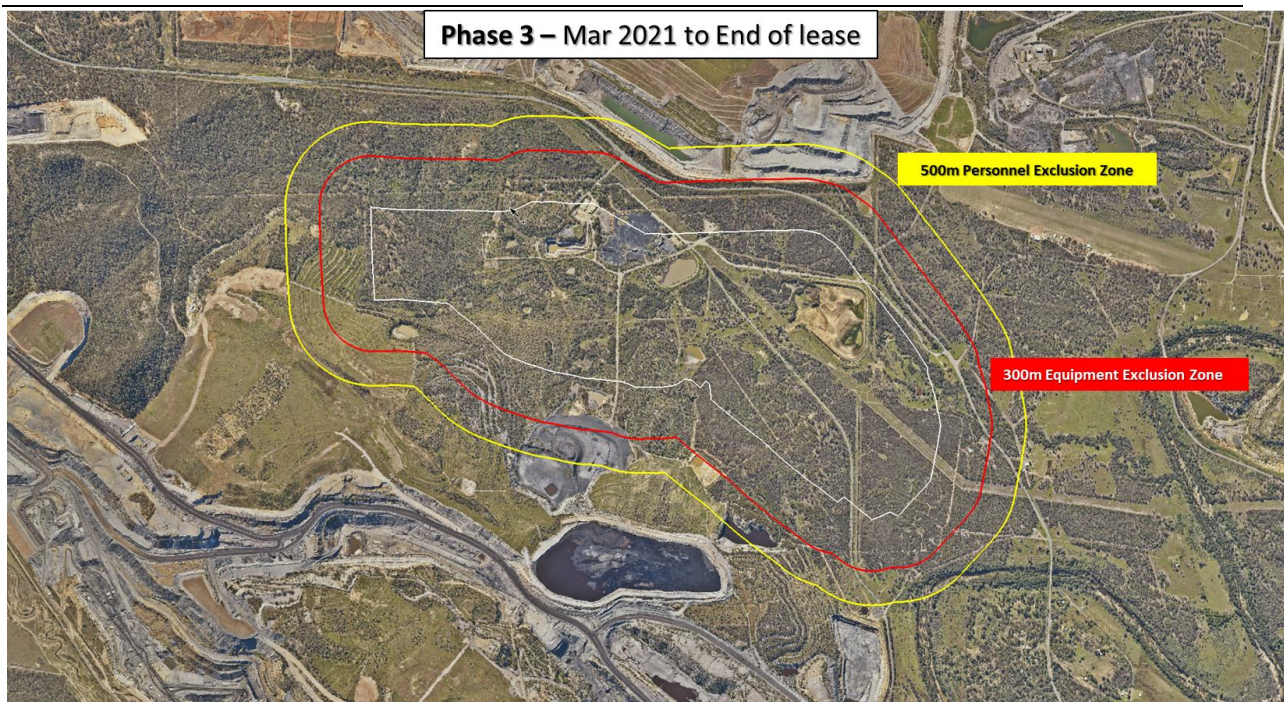 Phase 3 – Mar 2021 to End of lease
500m Personnel Exclusion Zone
300m Equipment Exclusion Zone